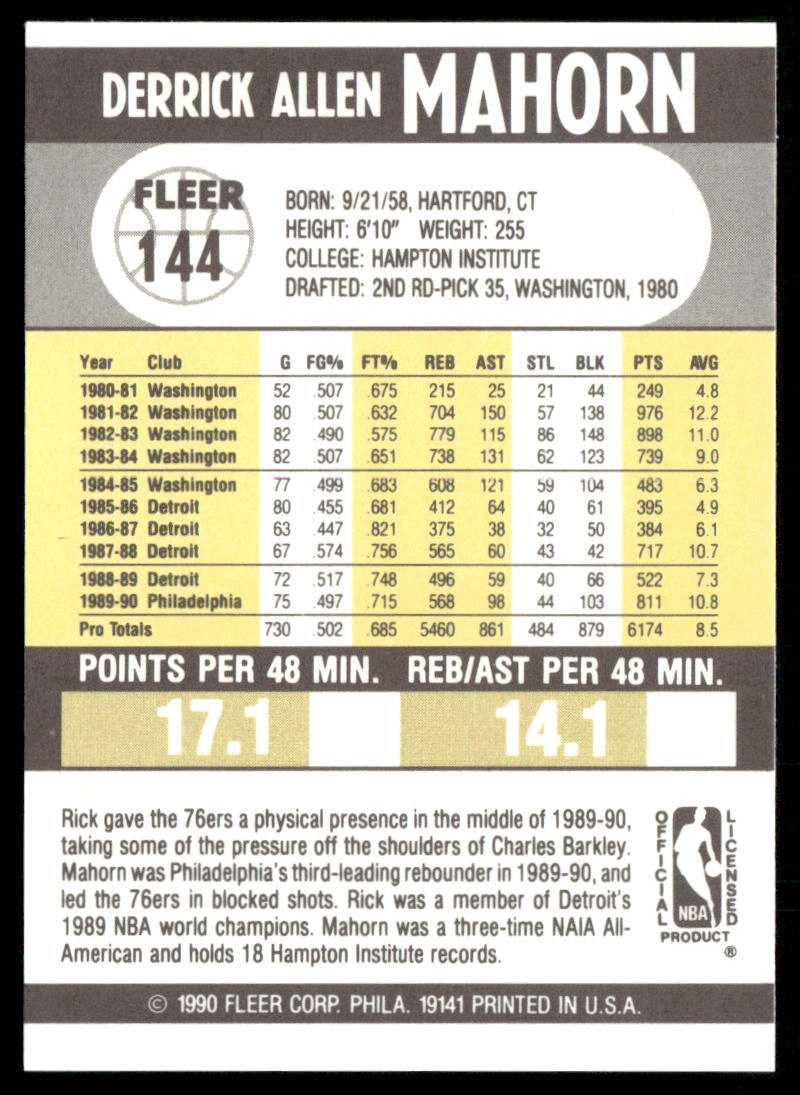 DERRICK ALLEN MAHORN
FLEER
144
BORN: 9/21/58, HARTFORD, CT
HEIGHT: 6'10" WEIGHT: 255
COLLEGE: HAMPTON INSTITUTE
DRAFTED: 2ND RD-PICK 35, WASHINGTON, 1980
Year Club G FG% FT% REB AST STL BLK PTS AVG
1980-81 Washington 52 .507 .675 215 25 21 44 249 4.8
1981-82 Washington 80 .507 .632 704 150 57 138 976 12.2
1982-83 Washington 82 .490 .575 779 115 86 148 898 11.0
1983-84 Washington 82 .507 .651 738 131 62 123 739 9.0
1984-85 Washington 77 .499 .683 608 121 59 104 483 6.3
1985-86 Detroit 80 .455 .681 412 64 40 61 395 4.9
1986-87 Detroit 63 .447 .821 375 38 32 50 384 6.1
1987-88 Detroit 67 .574 .756 565 60 43 42 717 10.7
1988-89 Detroit 72 .517 .748 496 59 40 66 522 7.3
1989-90 Philadelphia 75 .497 .715 568 98 44 103 811 10.8
Pro Totals 730 .502 .685 5460 861 484 879 6174 8.5
POINTS PER 48 MIN. REB/AST PER 48 MIN.
17.1 14.1
Rick gave the 76ers a physical presence in the middle of 1989-90,
taking some of the pressure off the shoulders of Charles Barkley.
Mahorn was Philadelphia's third-leading rebounder in 1989-90, and
led the 76ers in blocked shots. Rick was a member of Detroit's
1989 NBA world champions. Mahorn was a three-time NAIA All-
American and holds 18 Hampton Institute records.
OFFICIAL
LICENSED
NBA
PRODUCT
®
© 1990 FLEER CORP. PHILA. 19141 PRINTED IN U.S.A.